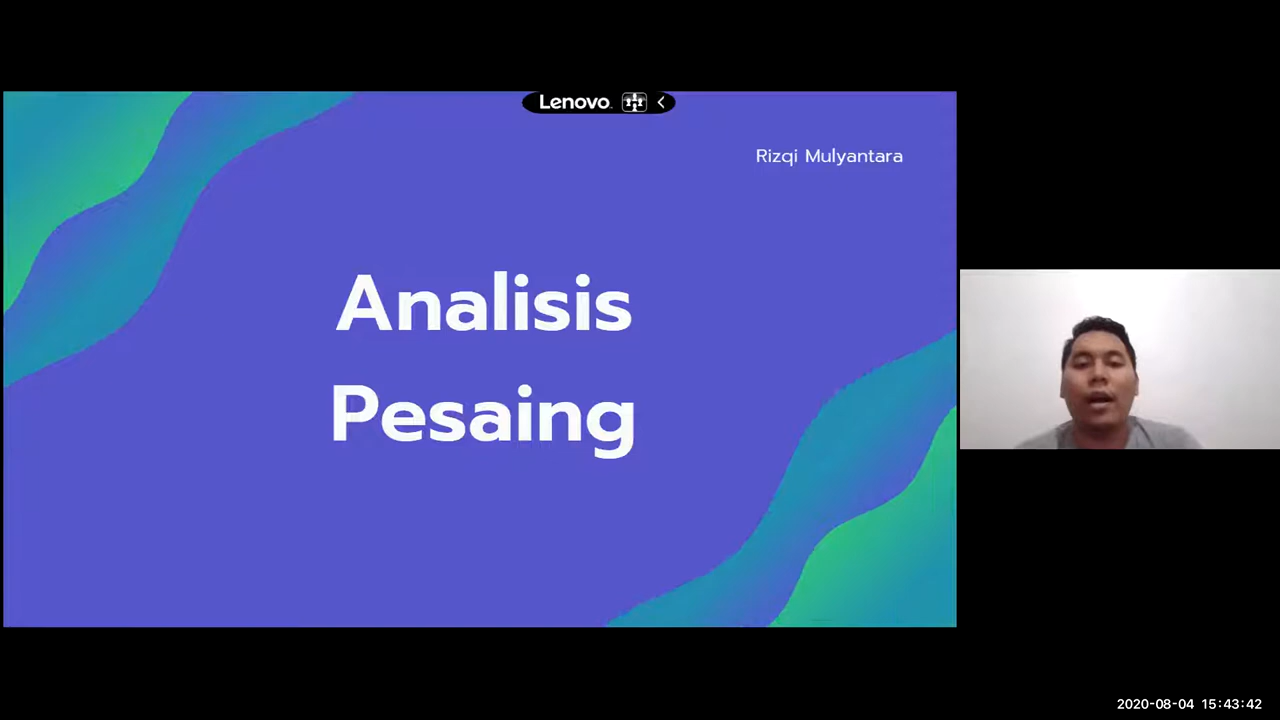 Lenovo
Rizqi Mulyantara
Analisis
Pesaing
2020-08-04 15:43:42